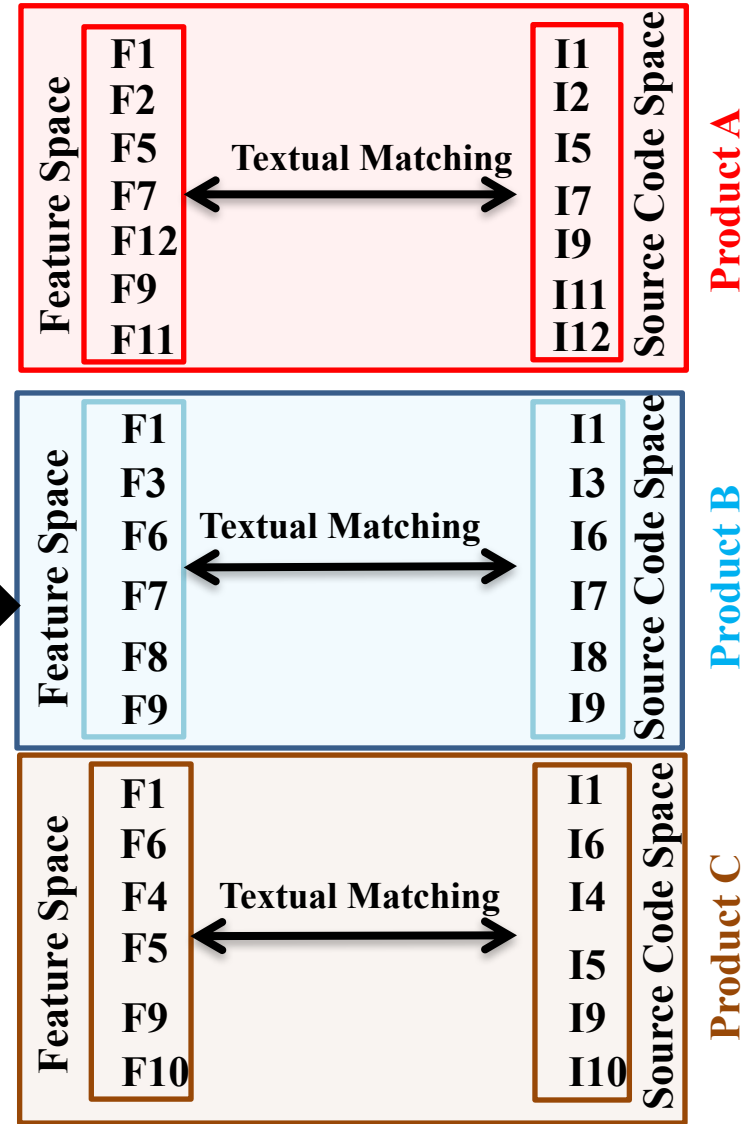 Feature Space
F1
F2
F5
F7
F12
F9
F11
Textual Matching
I1
I2
I5
I7
I9
I11
I12
Source Code Space
Product A
Feature Space
F1
F3
F6
F7
F8
F9
Textual Matching
I1
I3
I6
I7
I8
I9
Source Code Space
Product B
Feature Space
F1
F6
F4
F5
F9
F10
Textual Matching
I1
I6
I4
I5
I9
I10
Source Code Space
Product C